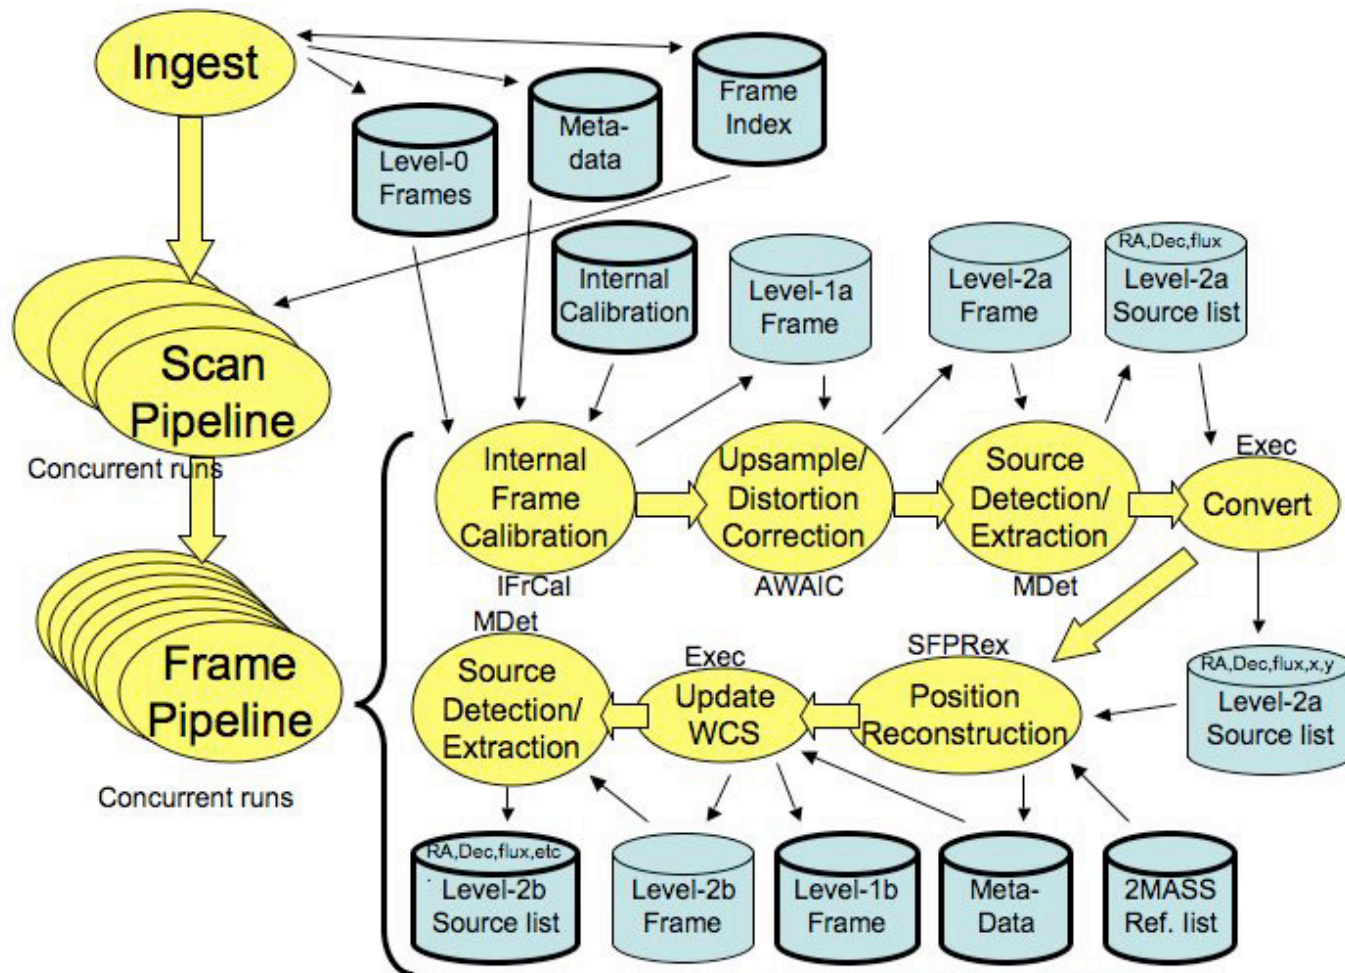 Ingest
Level-0
Frames
Meta-
data
Frame
Index
Internal
Calibration
Level-1a
Frame
Level-2a
Frame
RA,Dec,flux
Level-2a
Source list
Scan
Pipeline
Concurrent runs
Internal
Frame
Calibration
IFrCal
Upsample/
Distortion
Correction
AWAIC
Source
Detection/
Extraction
MDet
Exec
Convert
Frame
Pipeline
Concurrent runs
RA,Dec,flux,x,y
Level-2a
Source list
SFPRex
Position
Reconstruction
Exec
Update
WCS
MDet
Source
Detection/
Extraction
RA,Dec,flux,etc
Level-2b
Source list
Level-2b
Frame
Level-1b
Frame
Meta-
Data
2MASS
Ref. list